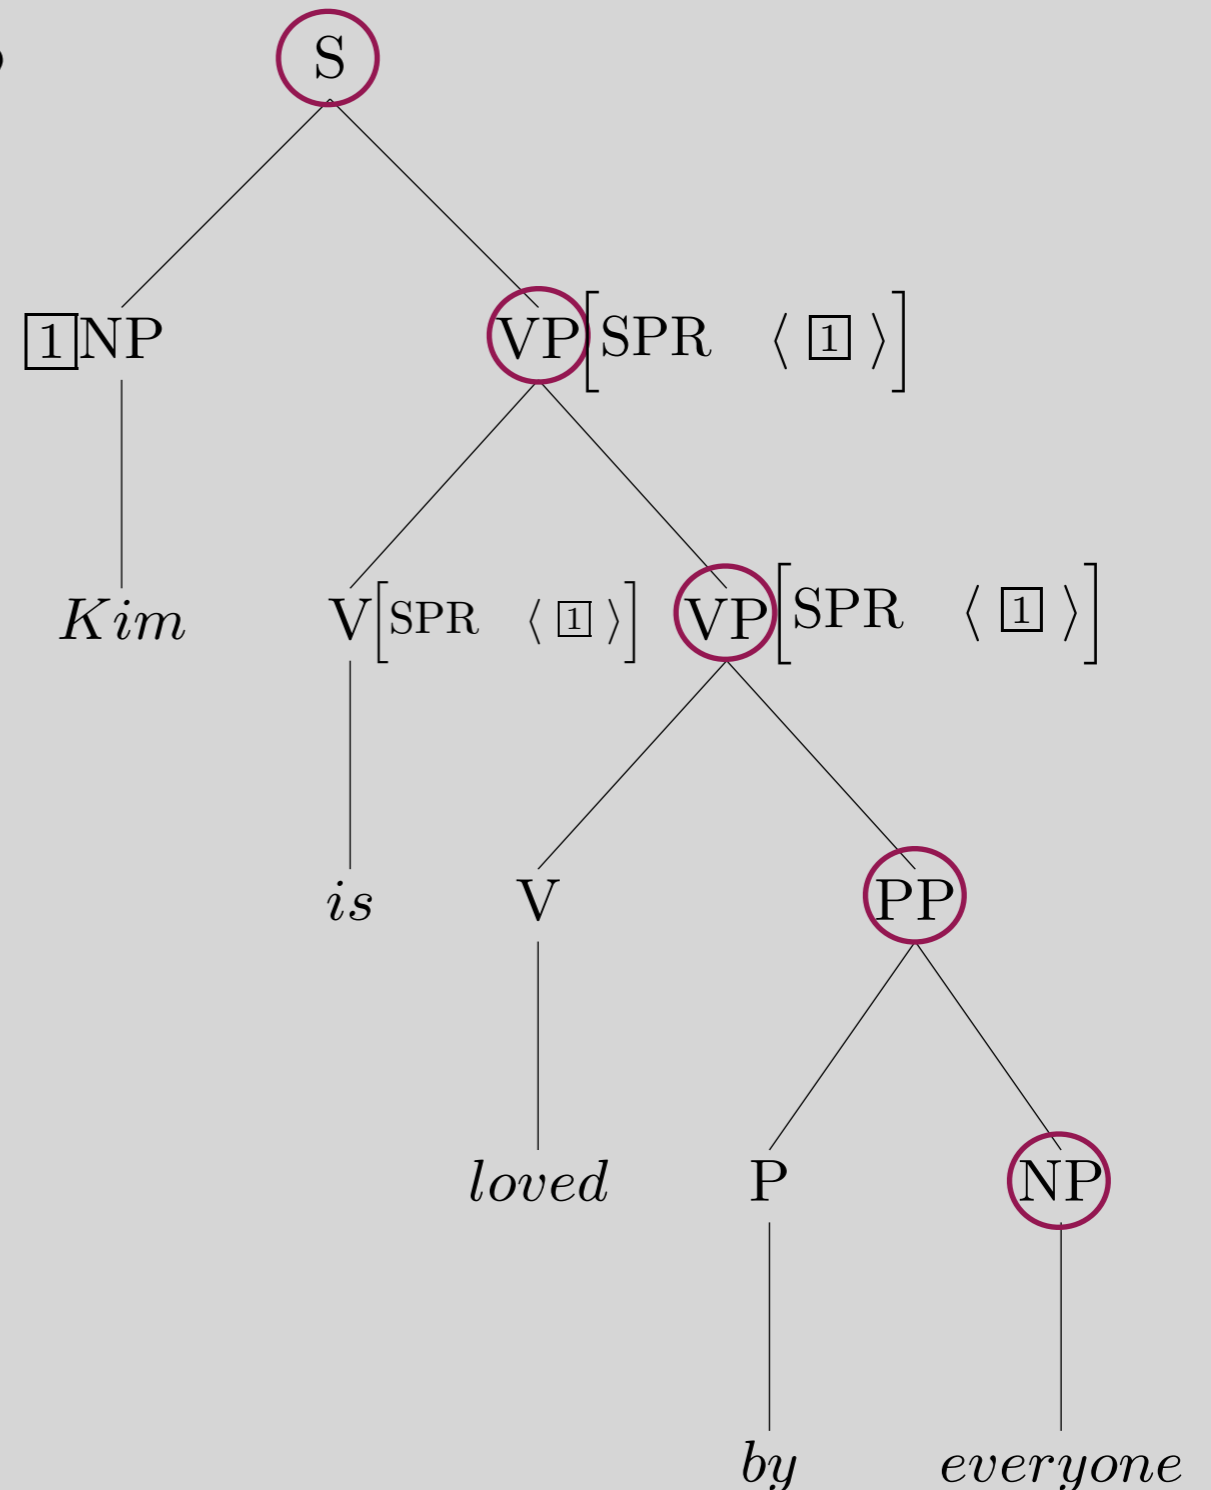 S
1 NP VP[SPR ⟨ 1 ⟩]
Kim V[SPR ⟨ 1 ⟩] VP[SPR ⟨ 1 ⟩]
is V PP
loved P NP
by everyone